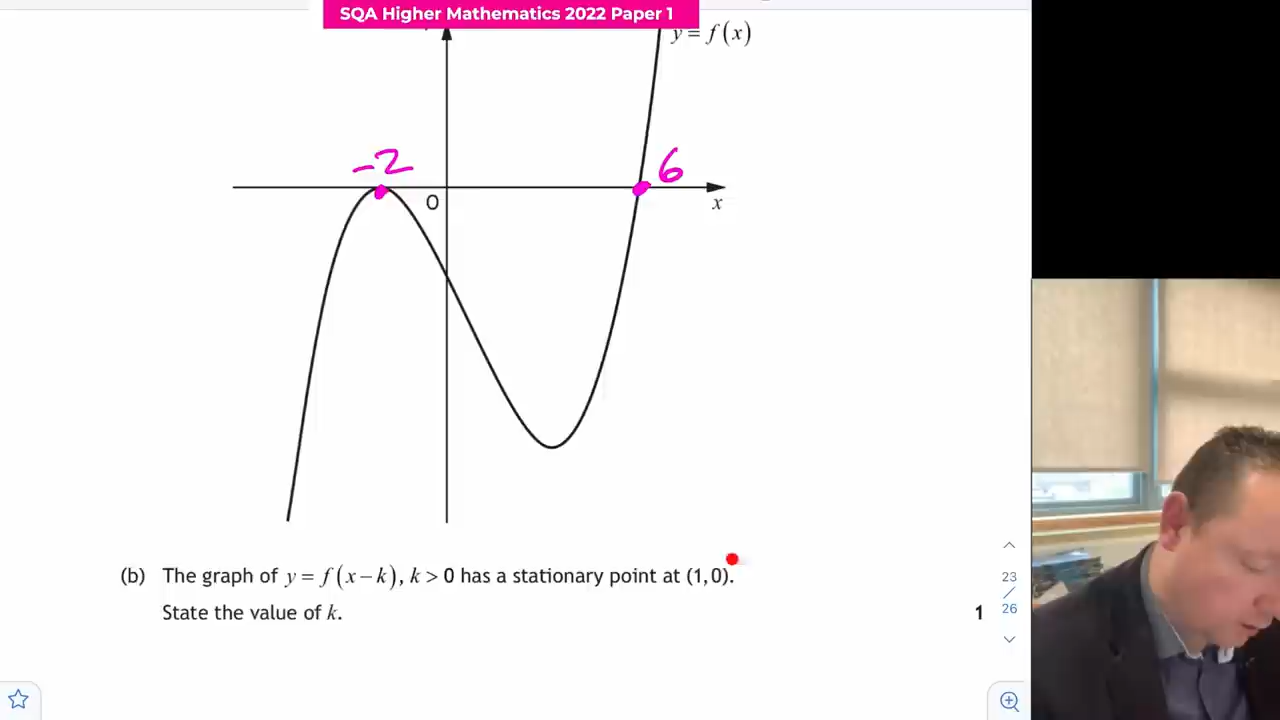 SQA Higher Mathematics 2022 Paper 1
y = f(x)
-2
6
O
x
(b) The graph of y = f(x − k), k > 0 has a stationary point at (1,0).
State the value of k.
1
23
/
26